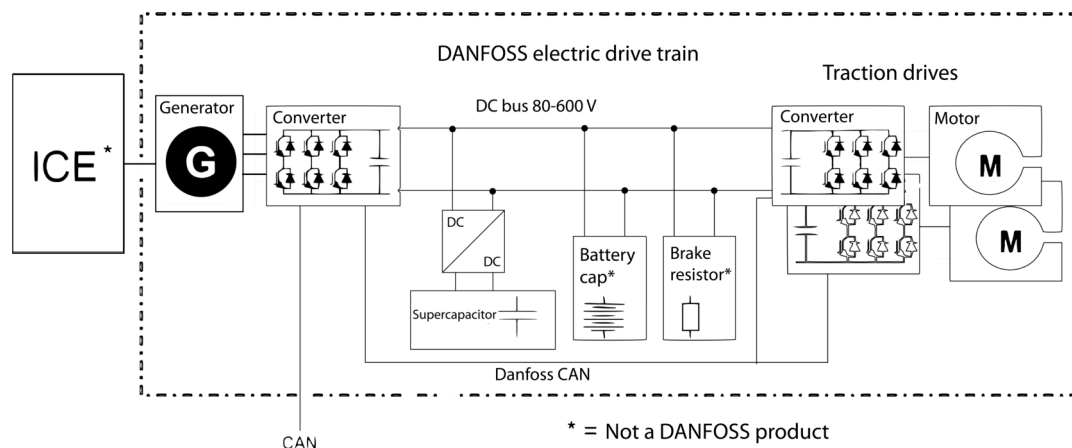 DANFOSS electric drive train
Traction drives
ICE*
Generator
G
Converter
DC bus 80-600 V
Converter
Motor
M
M
DC
DC
Supercapacitor
Battery
cap*
Brake
resistor*
Danfoss CAN
CAN
* = Not a DANFOSS product